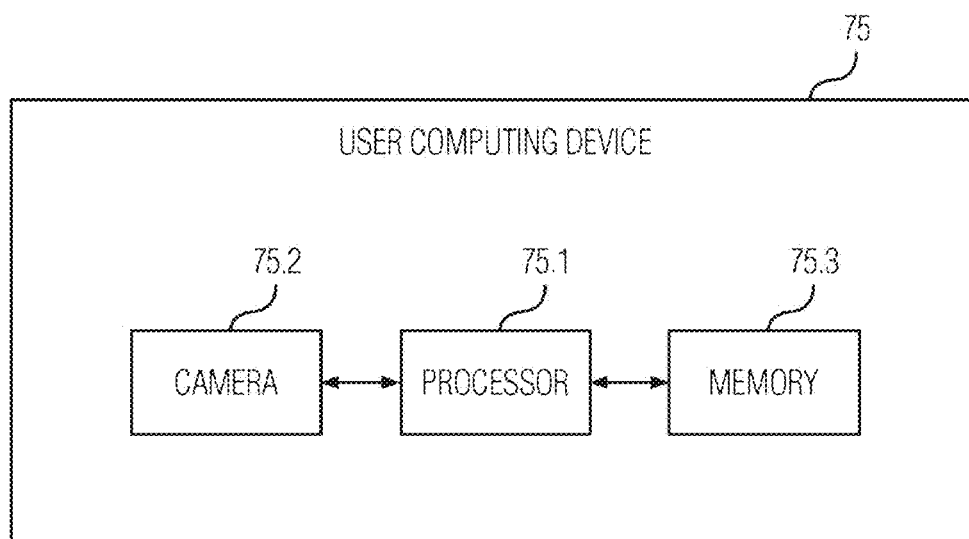 75
USER COMPUTING DEVICE
75.2 75.1 75.3
CAMERA PROCESSOR MEMORY